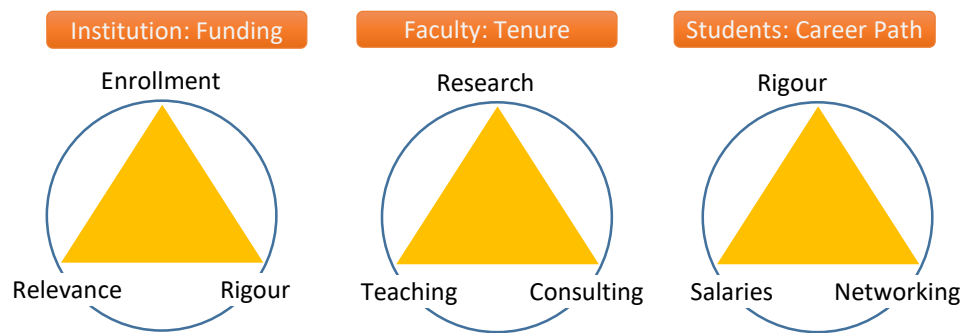 Institution: Funding
Enrollment
Relevance
Rigour
Faculty: Tenure
Research
Teaching
Consulting
Students: Career Path
Rigour
Salaries
Networking